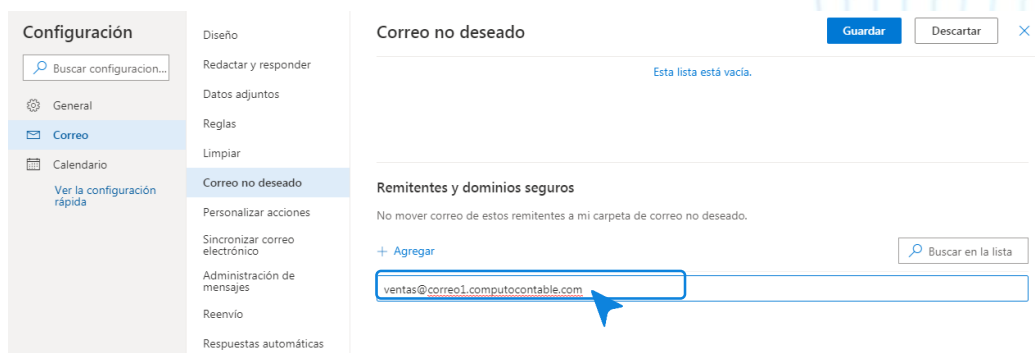 Configuración
Buscar configuracion...
General
Correo
Calendario
Ver la configuración
rápida
Diseño
Redactar y responder
Datos adjuntos
Reglas
Limpiar
Correo no deseado
Personalizar acciones
Sincronizar correo
electrónico
Administración de
mensajes
Reenvío
Respuestas automáticas
Correo no deseado
Guardar
Descartar
Esta lista está vacía.
Remitentes y dominios seguros
No mover correo de estos remitentes a mi carpeta de correo no deseado.
Agregar
Buscar en la lista
ventas@correo1.computocontable.com